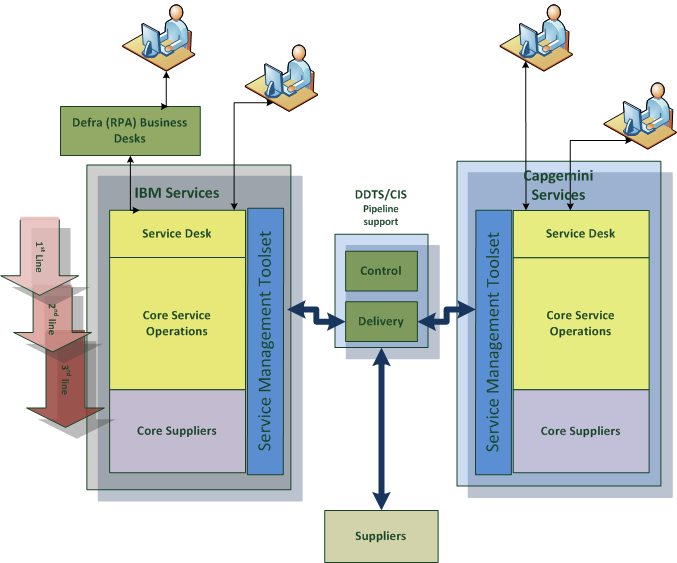 Defra (RPA) Business
Desks
IBM Services
Service Desk
Core Service
Operations
Core Suppliers
Service Management Toolset
1st Line
2nd line
3rd line
DDTS/CIS
Pipeline
support
Control
Delivery
Suppliers
Capgemini
Services
Service Management Toolset
Service Desk
Core Service
Operations
Core Suppliers